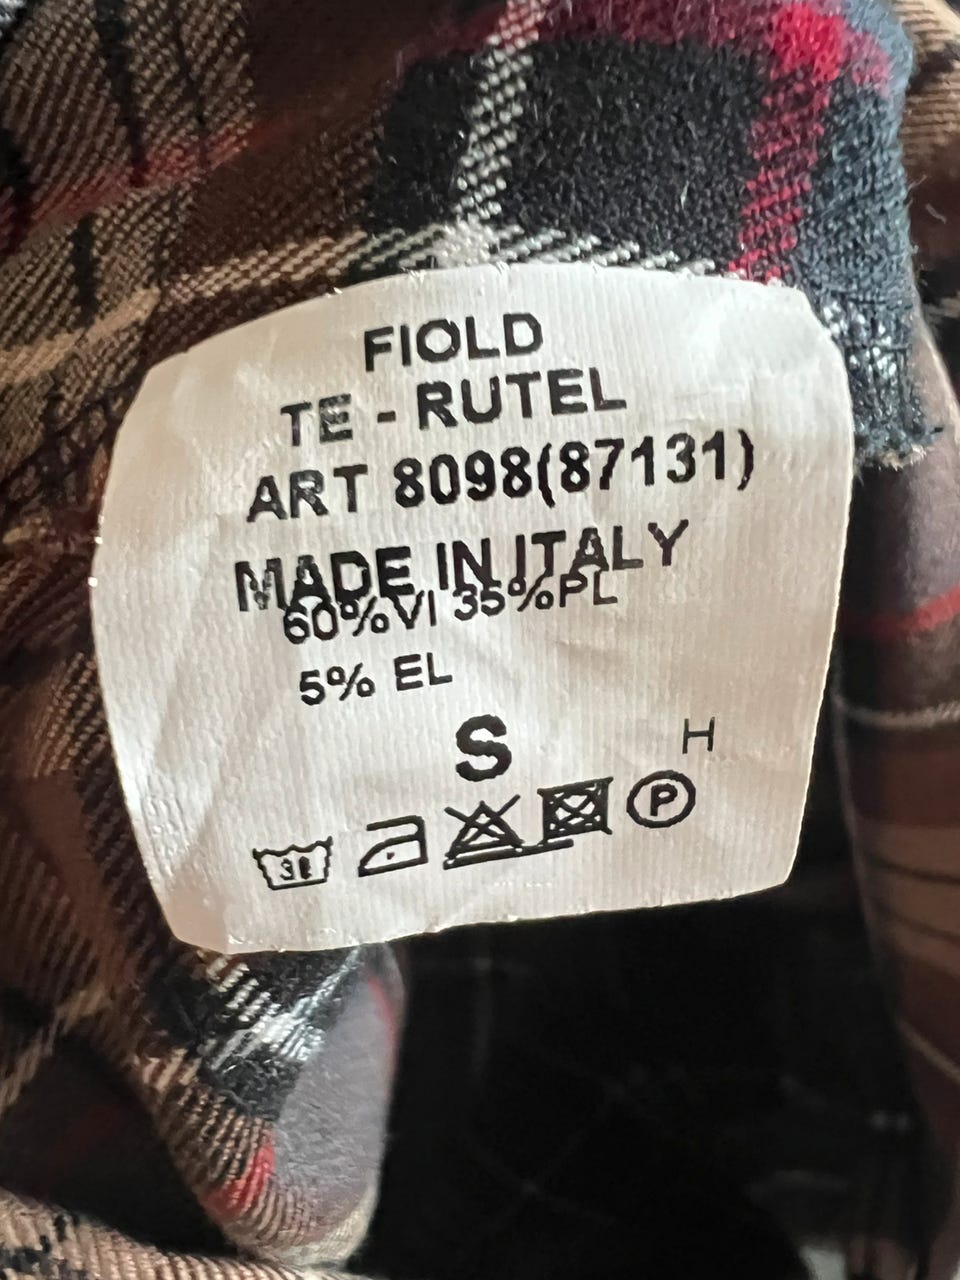 FIOLD
TE - RUTEL
ART 8098(87131)
MADE IN ITALY
60%VI 35%PL
5% EL
S
H
P